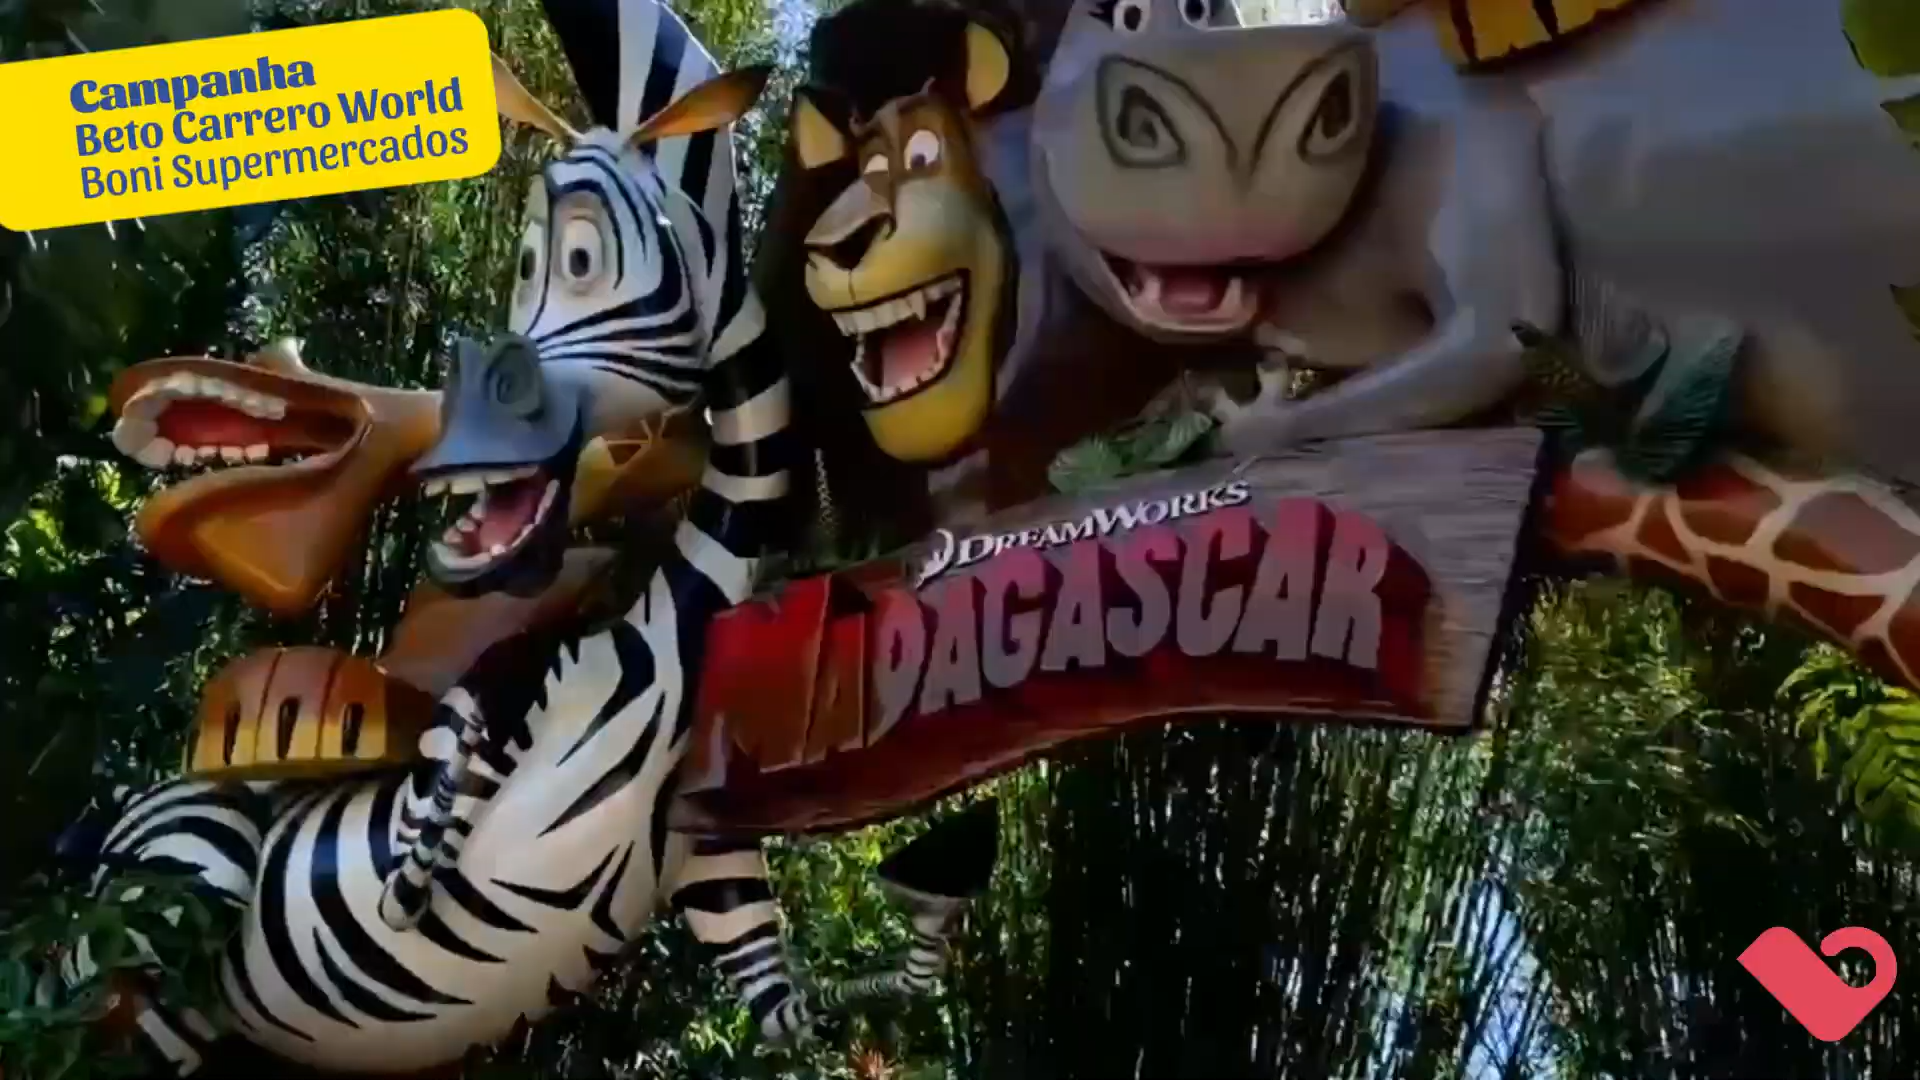 Campanha
Beto Carrero World
Boni Supermercados
DREAMWORKS
MADAGASCAR